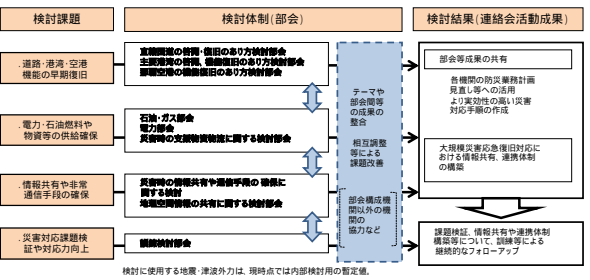 検討課題
検討体制(部会)
検討結果(連絡会活動成果)
.道路・港湾・空港
機能の早期復旧
直轄国道の啓開・復旧のあり方検討部会
主要港湾の啓開、機能復旧のあり方検討部会
那覇空港の機能復旧のあり方検討部会
.電力・石油燃料や
物資等の供給確保
石油・ガス部会
電力部会
災害時の支援物資物流に関する検討部会
.情報共有や非常
通信手段の確保
災害時の情報共有や通信手段の 確保に
関する検討
地理空間情報の共有に関する検討部会
.災害対応課題検
証や対応力向上
訓練検討部会
テーマや
部会間等
の成果の
整合
相互調整
等による
課題改善
部会構成機
関以外の機
関の
協力など
部会等成果の共有
各機関の防災業務計画
見直し等への活用
より実効性の高い災害
対応手順の作成
大規模災害応急復旧対応に
おける情報共有、連携体制
の構築
課題検証、情報共有や連携体制
構築等について、訓練等による
継続的なフォローアップ
検討に使用する地震・津波外力は、現時点では内部検討用の暫定値。